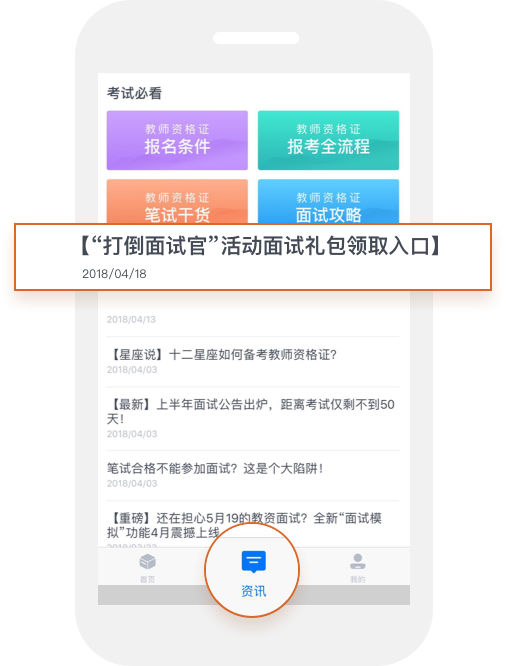 考试必看
教师资格证
报名条件
教师资格证
报考全流程
教师资格证
笔试干货
教师资格证
面试攻略
【“打倒面试官”活动面试礼包领取入口】
2018/04/18
2018/04/13
【星座说】十二星座如何备考教师资格证?
2018/04/03
【最新】上半年面试公告出炉，距离考试仅剩不到50
天!
2018/04/03
笔试合格不能参加面试? 这是个大陷阱!
2018/04/03
【重磅】还在担心5月19的教资面试? 全新“面试模
拟”功能4月震撼上线
首页
资讯
我的